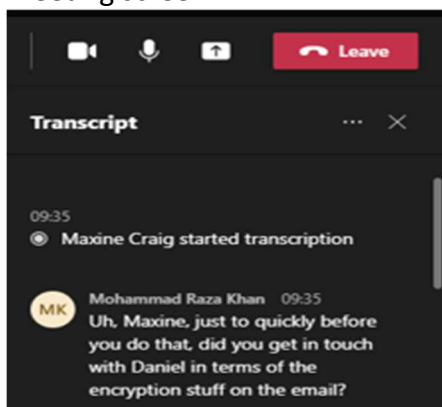 Leave
Transcript
09:35
Maxine Craig started transcription
MK
Mohammad Raza Khan 09:35
Uh, Maxine, just to quickly before
you do that, did you get in touch
with Daniel in terms of the
encryption stuff on the email?